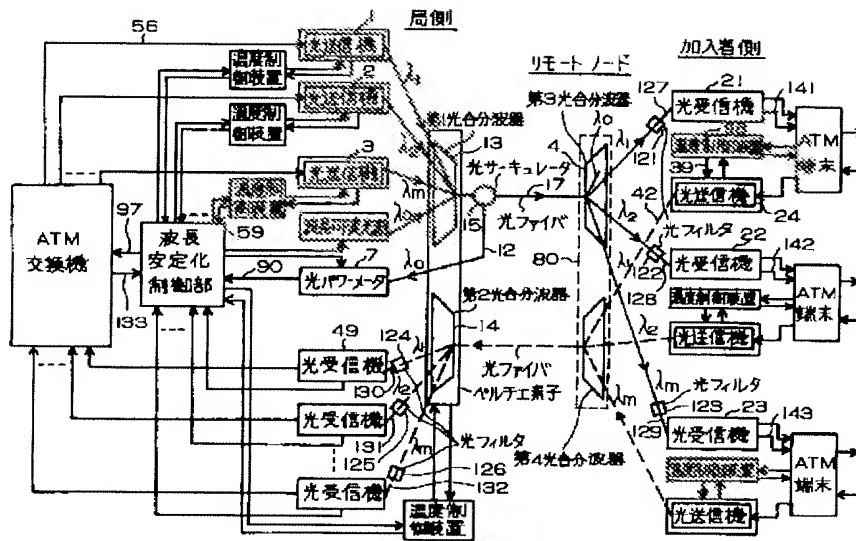 局側
リモートノード
加入者側
56
1
光送信機
温度制
御装置
2
温度制
御装置
3
第1光合分波器
13
λm
λ0
光サーキュレータ
15
17
光ファイバ
12
59
97
ATM
交換機
133
波長
安定化
制御部
90
7
光パワーメータ
λ0
第2光合分波器
14
49
光受信機
124
130
λ1
λ2
光受信機
131
125
λm
光フィルタ
126
132
光受信機
ペルチェ素子
温度制
御装置
光ファイバ
第3光合分波器
4
λ0
λ1
127
121
80
42
λ2
光フィルタ
122
128
λ1
λ2
λm
λm
光フィルタ
123
129
第4光合分波器
21
光受信機
141
39
光送信機
24
ATM
端末
22
光受信機
142
光送信機
ATM
端末
23
光受信機
143
光送信機
ATM
端末